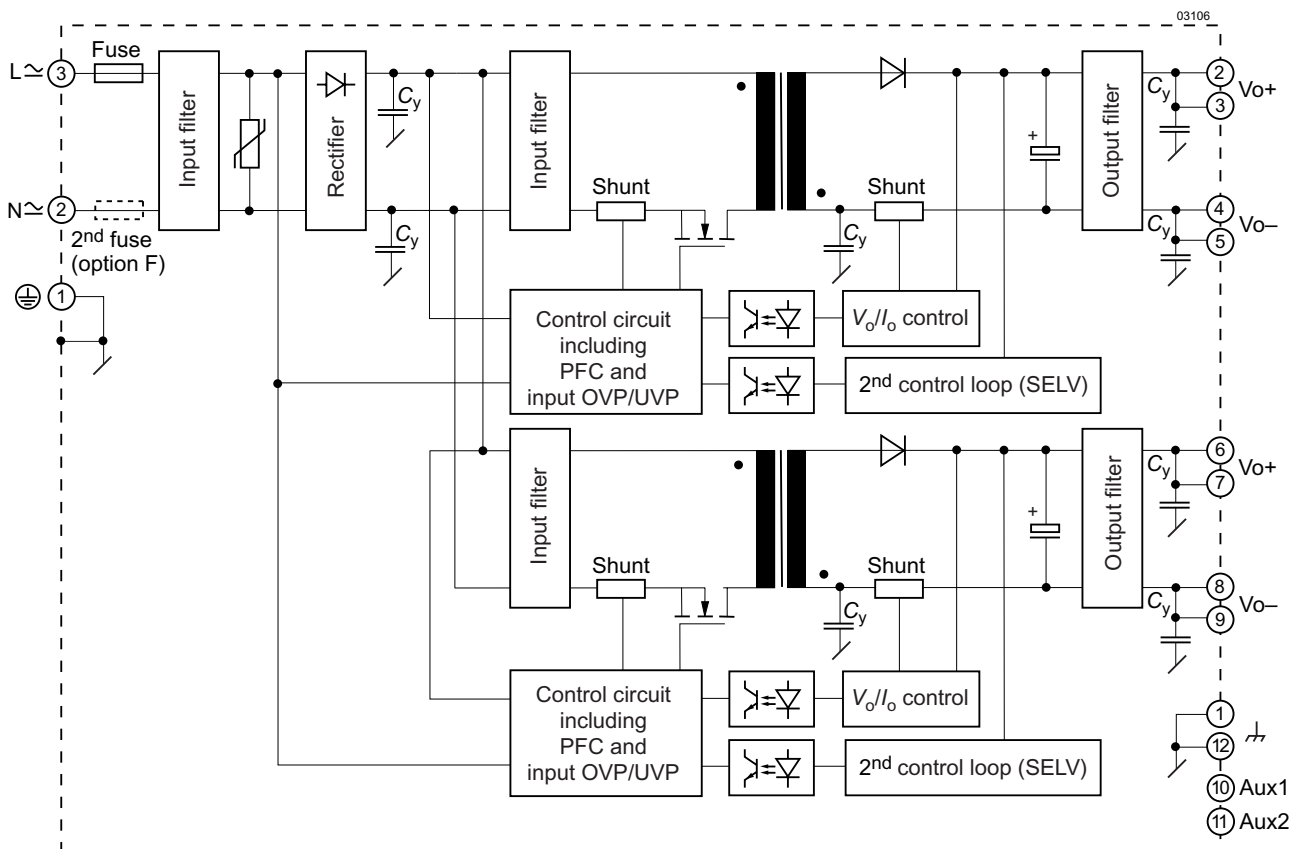 03106
Fuse
L 3
Input filter
Rectifier
Cy
Input filter
Output filter
Cy
2 Vo+
3
+
Shunt
Shunt
N 2
2nd fuse
(option F)
Cy
Cy
Cy
4 Vo–
5
1
Control circuit
including
PFC and
input OVP/UVP
Vo/Io control
2nd control loop (SELV)
Input filter
Output filter
Cy
6 Vo+
7
+
Shunt
Shunt
Cy
Cy
8 Vo–
9
Control circuit
including
PFC and
input OVP/UVP
Vo/Io control
2nd control loop (SELV)
1
12
10 Aux1
11 Aux2